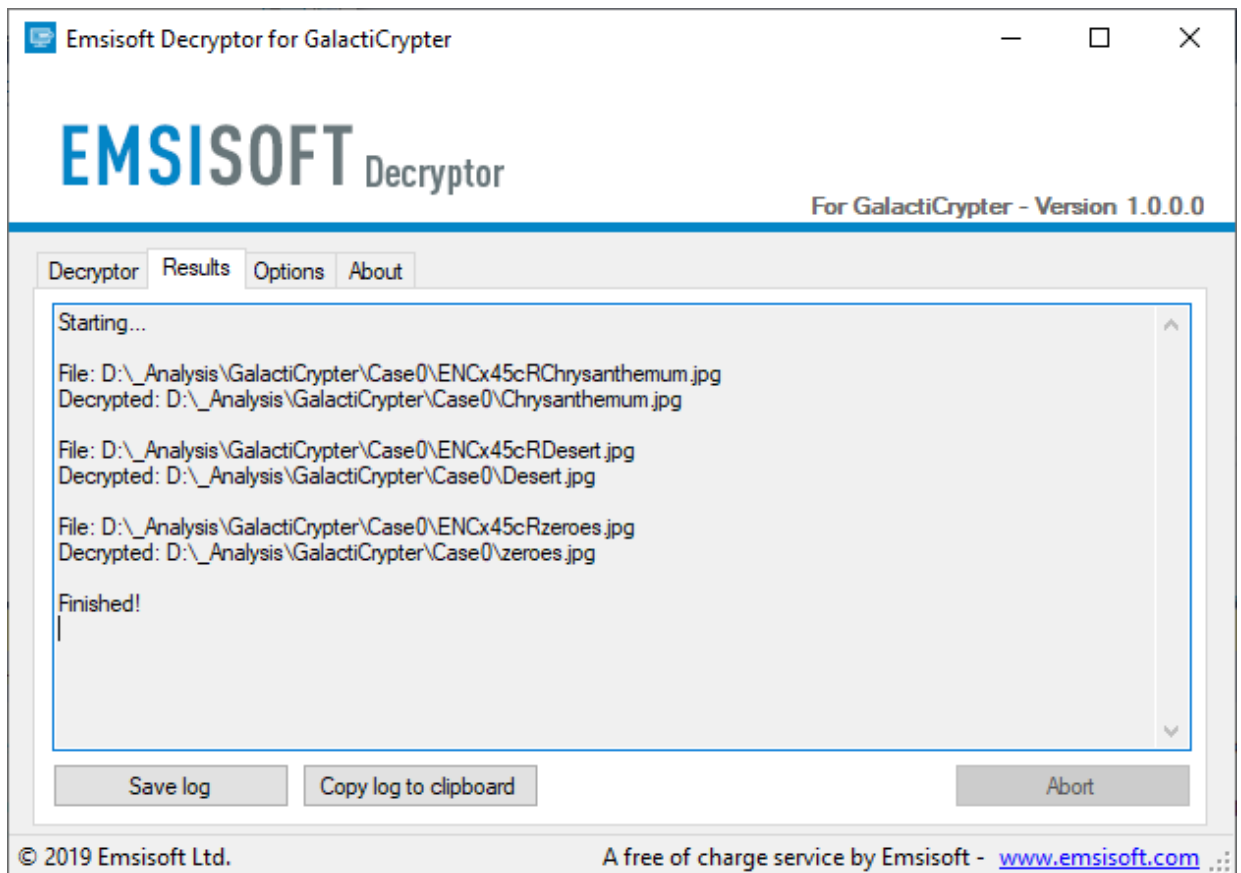 Emsisoft Decryptor for GalactiCrypter
EMSISOFT Decryptor
For GalactiCrypter - Version 1.0.0.0
Decryptor Results Options About
Starting...
File: D:\_Analysis\GalactiCrypter\Case0\ENCx45cRChrysanthemum.jpg
Decrypted: D:\_Analysis\GalactiCrypter\Case0\Chrysanthemum.jpg
File: D:\_Analysis\GalactiCrypter\Case0\ENCx45cRDesert.jpg
Decrypted: D:\_Analysis\GalactiCrypter\Case0\Desert.jpg
File: D:\_Analysis\GalactiCrypter\Case0\ENCx45cRzeroes.jpg
Decrypted: D:\_Analysis\GalactiCrypter\Case0\zeroes.jpg
Finished!
Save log Copy log to clipboard Abort
© 2019 Emsisoft Ltd. A free of charge service by Emsisoft - www.emsisoft.com